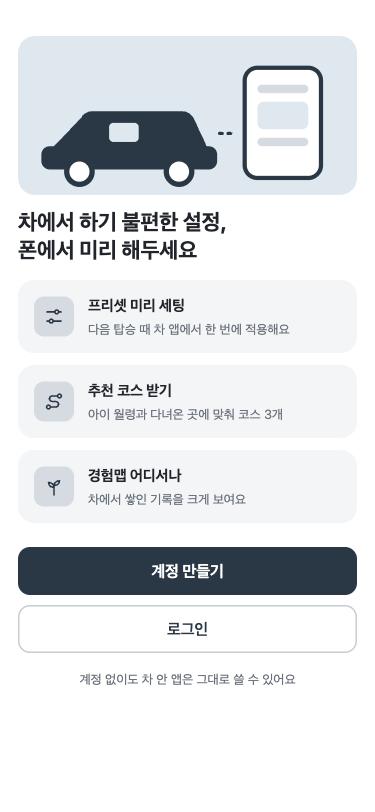 차에서 하기 불편한 설정,
폰에서 미리 해두세요
프리셋 미리 세팅
다음 탑승 때 차 앱에서 한 번에 적용해요
추천 코스 받기
아이 월령과 다녀온 곳에 맞춰 코스 3개
경험맵 어디서나
차에서 쌓인 기록을 크게 보여요
계정 만들기
로그인
계정 없이도 차 안 앱은 그대로 쓸 수 있어요